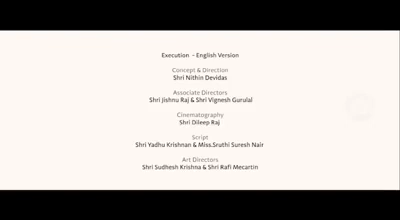 Execution - English Version
Concept & Direction
Shri Nithin Devidas
Associate Directors
Shri Jishnu Raj & Shri Vignesh Gurulal
Cinematography
Shri Dileep Raj
Script
Shri Yadhu Krishnan & Miss.Sruthi Suresh Nair
Art Directors
Shri Sudhesh Krishna & Shri Rafi Mecartin